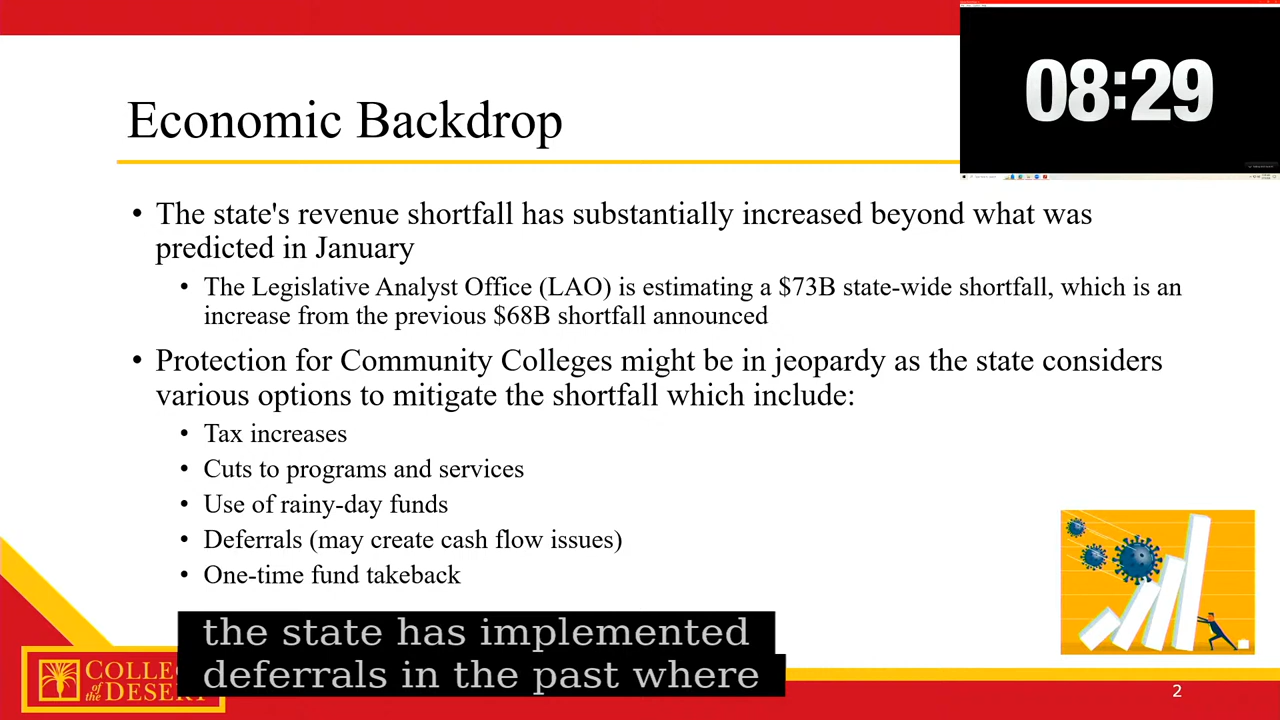 08:29
Economic Backdrop
• The state's revenue shortfall has substantially increased beyond what was
predicted in January
• The Legislative Analyst Office (LAO) is estimating a $73B state-wide shortfall, which is an
increase from the previous $68B shortfall announced
• Protection for Community Colleges might be in jeopardy as the state considers
various options to mitigate the shortfall which include:
• Tax increases
• Cuts to programs and services
• Use of rainy-day funds
• Deferrals (may create cash flow issues)
• One-time fund takeback
the state has implemented
deferrals in the past where
of the DESERT
2